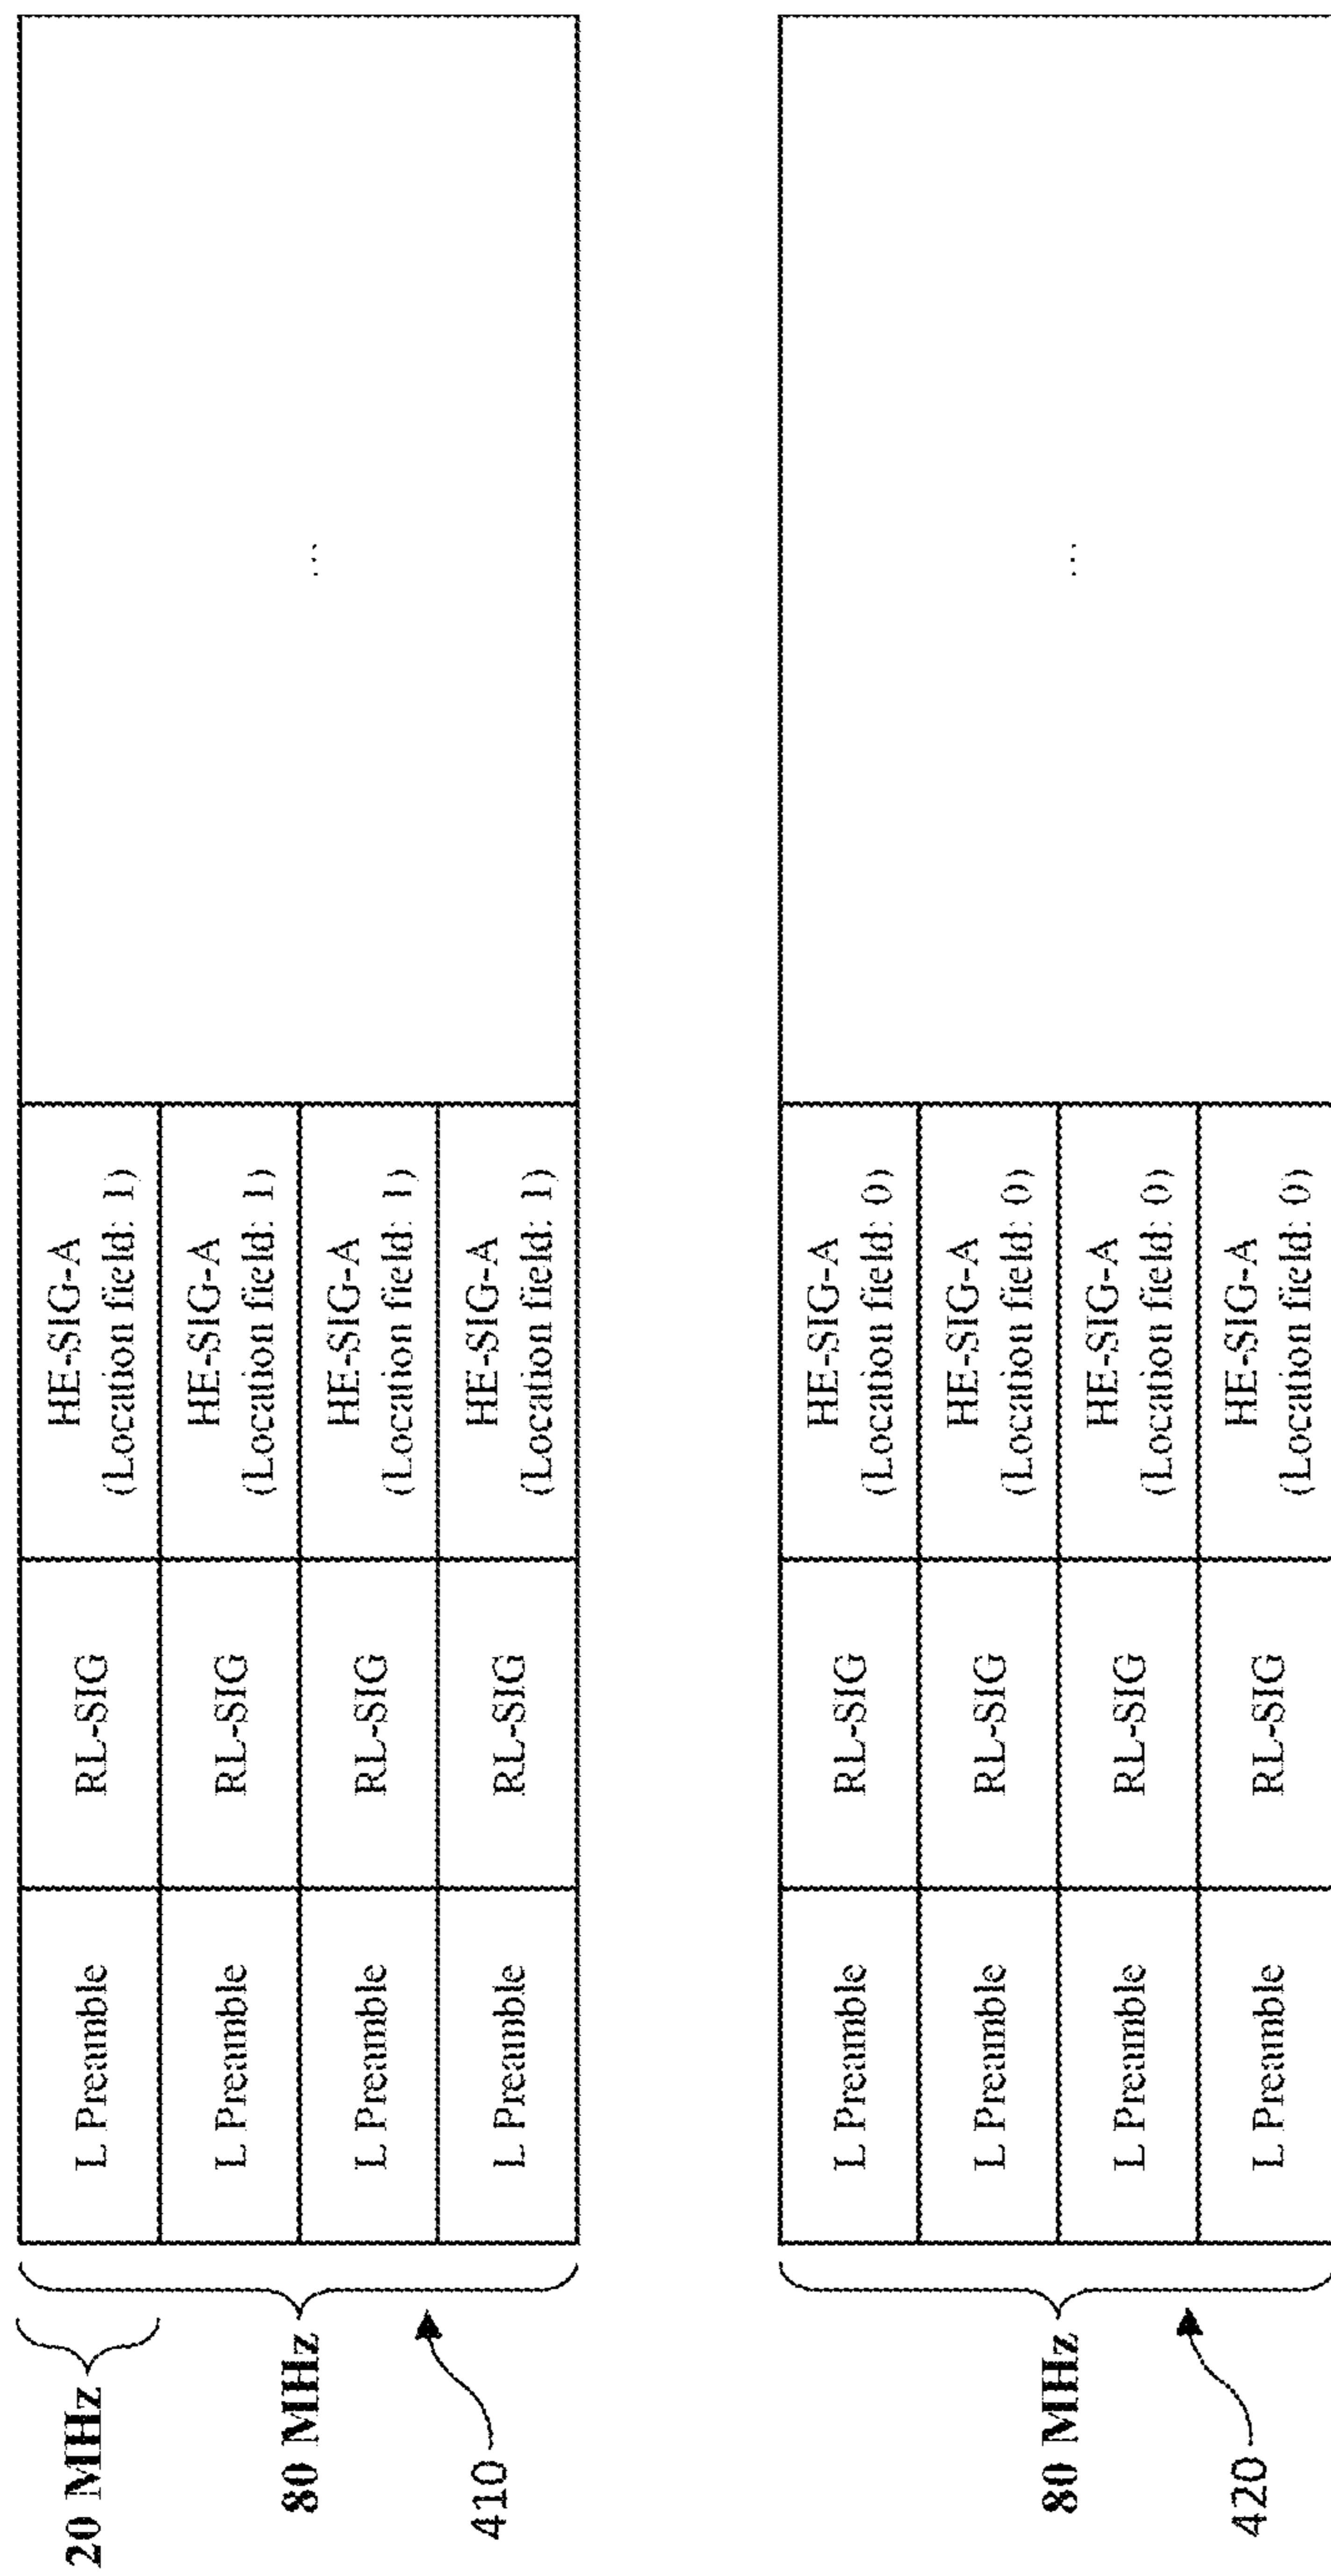 20 MHz
L Preamble
RL-SIG
HE-SIG-A
(Location field: 1)
L Preamble
RL-SIG
HE-SIG-A
(Location field: 1)
80 MHz
...
L Preamble
RL-SIG
HE-SIG-A
(Location field: 1)
410
L Preamble
RL-SIG
HE-SIG-A
(Location field: 1)
L Preamble
RL-SIG
HE-SIG-A
(Location field: 0)
L Preamble
RL-SIG
HE-SIG-A
(Location field: 0)
80 MHz
...
L Preamble
RL-SIG
HE-SIG-A
(Location field: 0)
420
L Preamble
RL-SIG
HE-SIG-A
(Location field: 0)